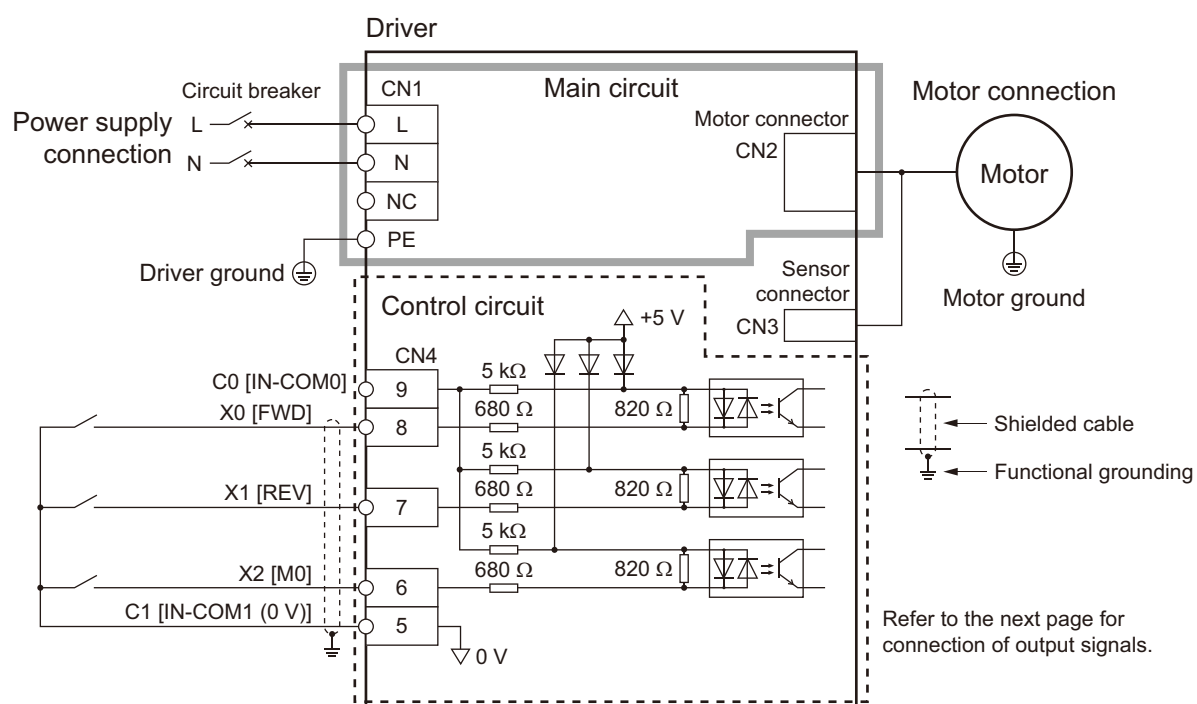 Driver
Circuit breaker
Power supply
connection
L
N
CN1
L
N
NC
PE
Main circuit
Motor connector
CN2
Motor connection
Motor
Driver ground
Motor ground
Sensor
connector
CN3
Control circuit
+5 V
CN4
C0 [IN-COM0]
9
5 kΩ
X0 [FWD]
8
680 Ω
820 Ω
5 kΩ
X1 [REV]
7
680 Ω
820 Ω
5 kΩ
X2 [M0]
6
680 Ω
820 Ω
C1 [IN-COM1 (0 V)]
5
0 V
Shielded cable
Functional grounding
Refer to the next page for
connection of output signals.